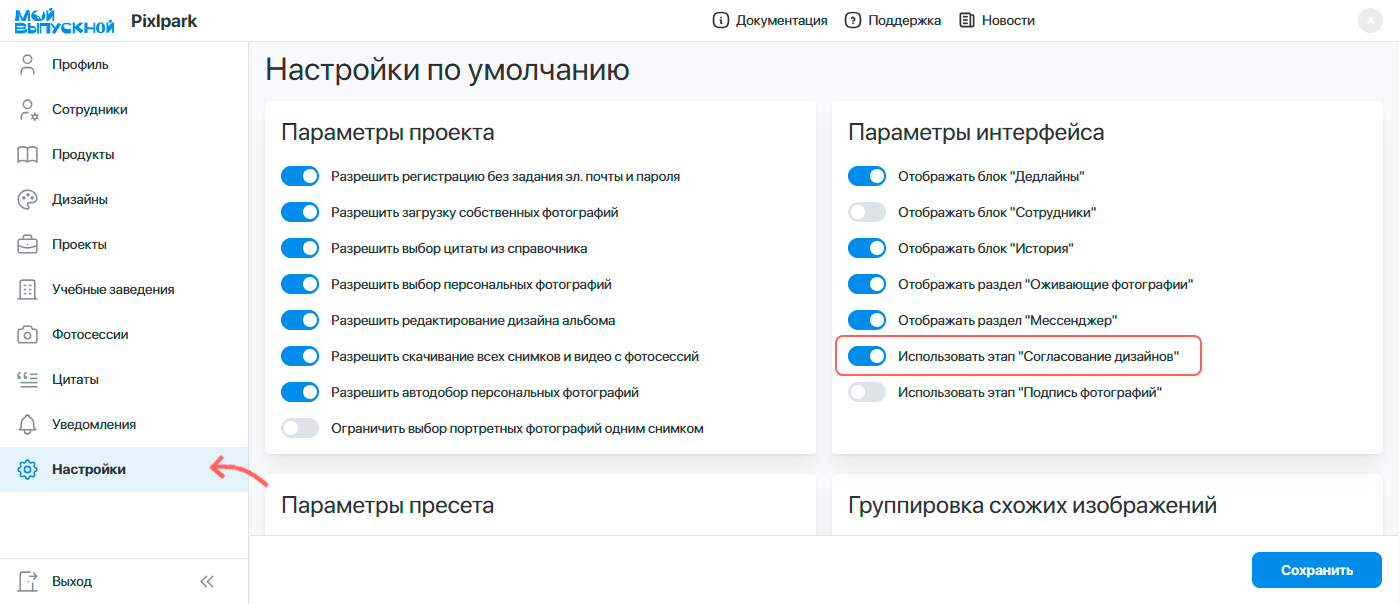 МОЙ ВЫПУСКНОЙ
Pixlpark
Документация
Поддержка
Новости
A
Профиль
Сотрудники
Продукты
Дизайны
Проекты
Учебные заведения
Фотосессии
Цитаты
Уведомления
Настройки
Выход
Настройки по умолчанию
Параметры проекта
Разрешить регистрацию без задания эл. почты и пароля
Разрешить загрузку собственных фотографий
Разрешить выбор цитаты из справочника
Разрешить выбор персональных фотографий
Разрешить редактирование дизайна альбома
Разрешить скачивание всех снимков и видео с фотосессий
Разрешить автодобор персональных фотографий
Ограничить выбор портретных фотографий одним снимком
Параметры интерфейса
Отображать блок "Дедлайны"
Отображать блок "Сотрудники"
Отображать блок "История"
Отображать раздел "Оживающие фотографии"
Отображать раздел "Мессенджер"
Использовать этап "Согласование дизайнов"
Использовать этап "Подпись фотографий"
Параметры пресета
Группировка схожих изображений
Сохранить